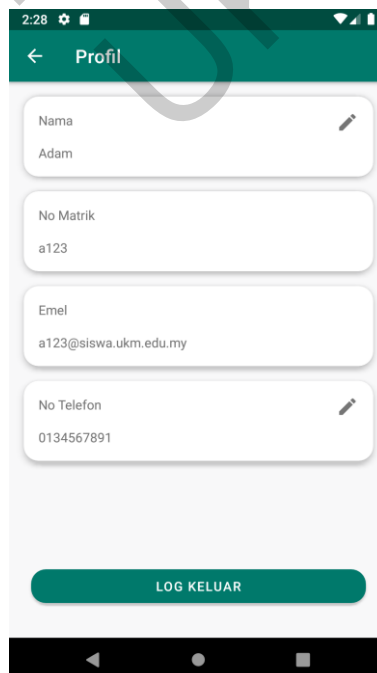 2:28
Profil
Nama
Adam
No Matrik
a123
Emel
a123@siswa.ukm.edu.my
No Telefon
0134567891
LOG KELUAR